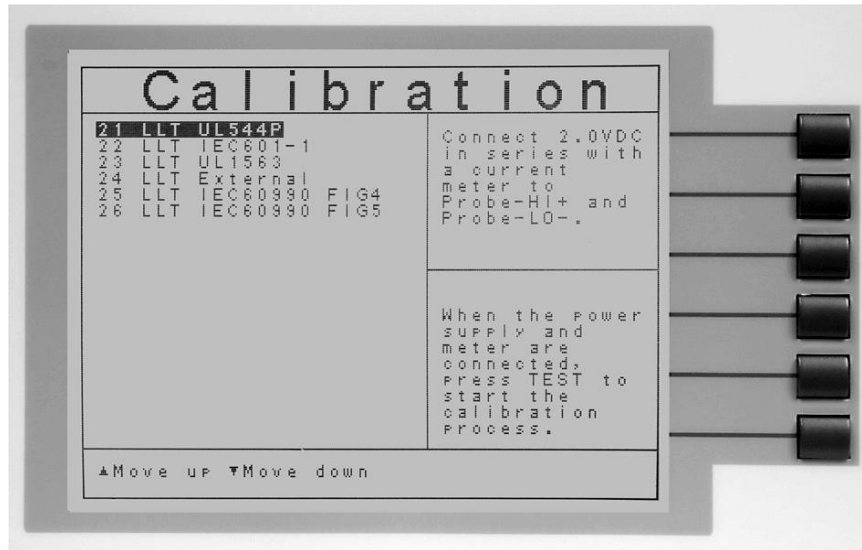 Calibration
21 LLT UL544P
22 LLT IEC601-1
23 LLT UL1563
24 LLT External
25 LLT IEC60990 FIG4
26 LLT IEC60990 FIG5
Connect 2.0VDC
in series with
a current
meter to
Probe-HI+ and
Probe-LO-.
When the power
supply and
meter are
connected,
press TEST to
start the
calibration
process.
▲Move up ▼Move down